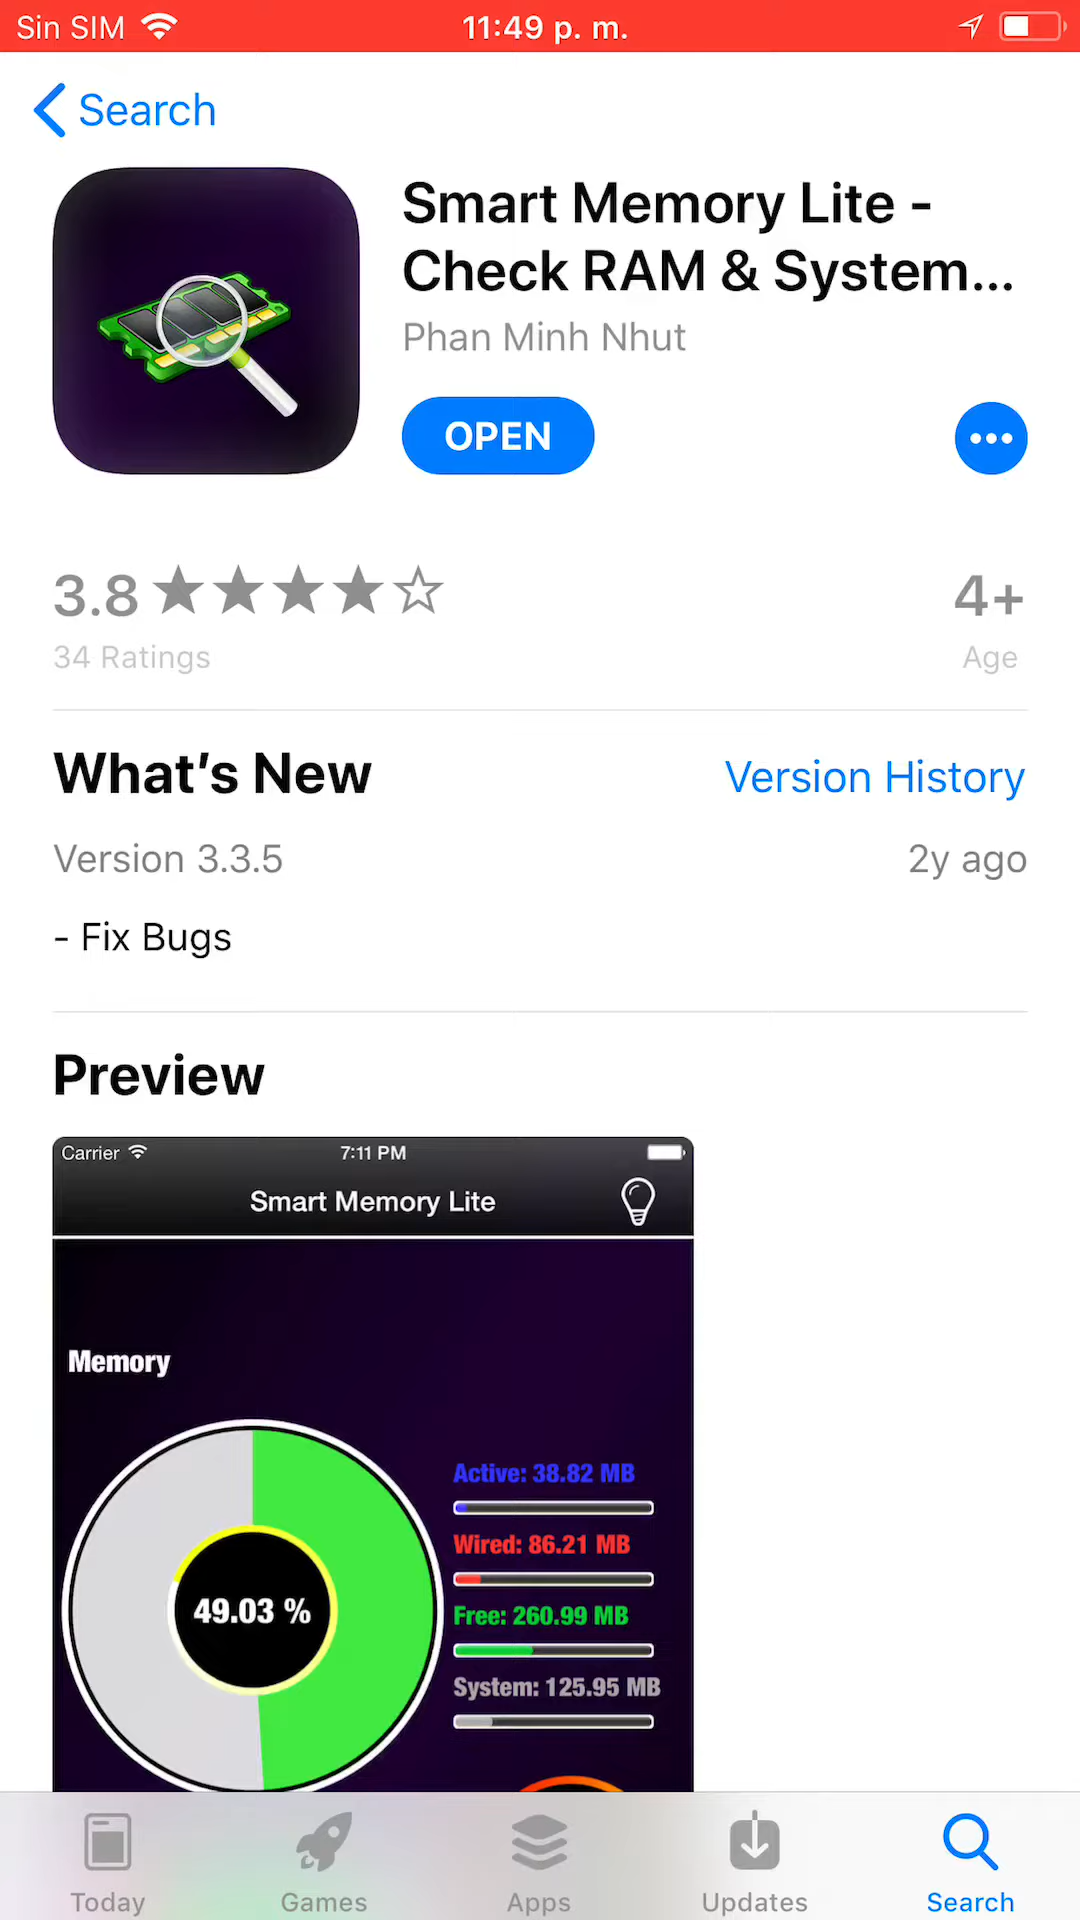 Sin SIM 11:49 p. m.
Search
Smart Memory Lite -
Check RAM & System...
Phan Minh Nhut
OPEN
3.8 4+
34 Ratings Age
What's New Version History
Version 3.3.5 2y ago
- Fix Bugs
Preview
Carrier 7:11 PM
Smart Memory Lite
Memory
Active: 38.82 MB
Wired: 86.21 MB
49.03 %
Free: 260.99 MB
System: 125.95 MB
Today Games Apps Updates Search